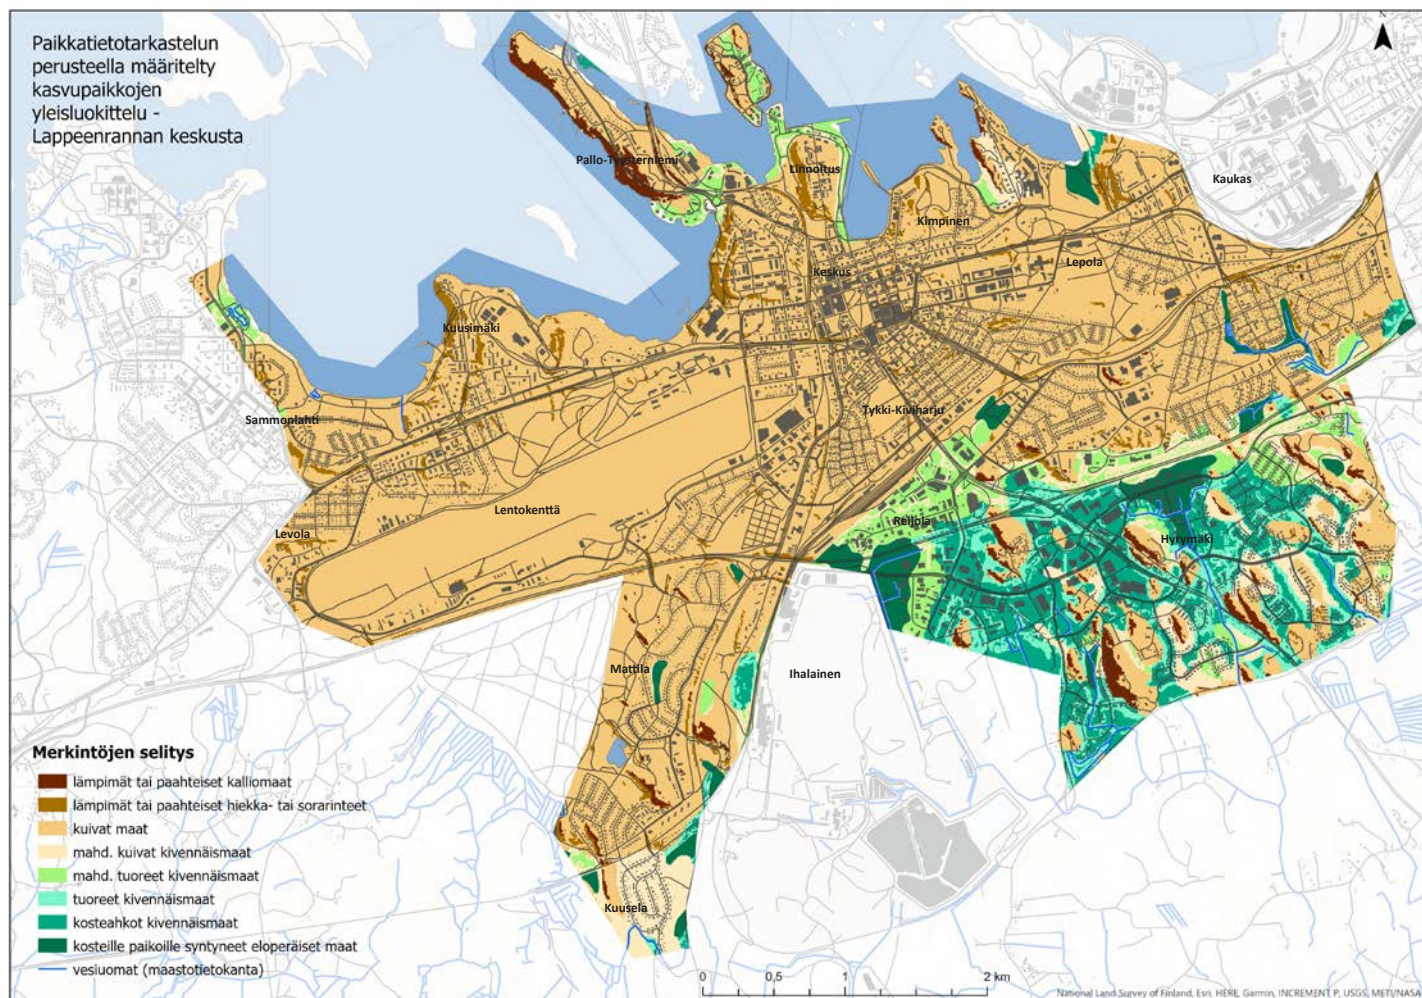 Paikkatietotarkastelun
perusteella määritelty
kasvupaikkojen
yleisluokittelu -
Lappeenrannan keskusta
Pallo-Tyysterniemi
Linnoitus
Kaukas
Kimpinen
Keskus
Lepola
Kuusimäki
Sammonlahti
Tykki-Kiviharju
Lentokenttä
Levola
Reijola
Hyrymäki
Mattila
Ihalainen
Kuusela
Merkintöjen selitys
lämpimät tai paahteiset kalliomaat
lämpimät tai paahteiset hiekka- tai sorarinteet
kuivat maat
mahd. kuivat kivennäismaat
mahd. tuoreet kivennäismaat
tuoreet kivennäismaat
kosteahkot kivennäismaat
kosteille paikoille syntyneet eloperäiset maat
vesiuomat (maastotietokanta)
0 0,5 1 2 km
National Land Survey of Finland, Esri, HERE, Garmin, INCREMENT P, USGS, METI/NASA